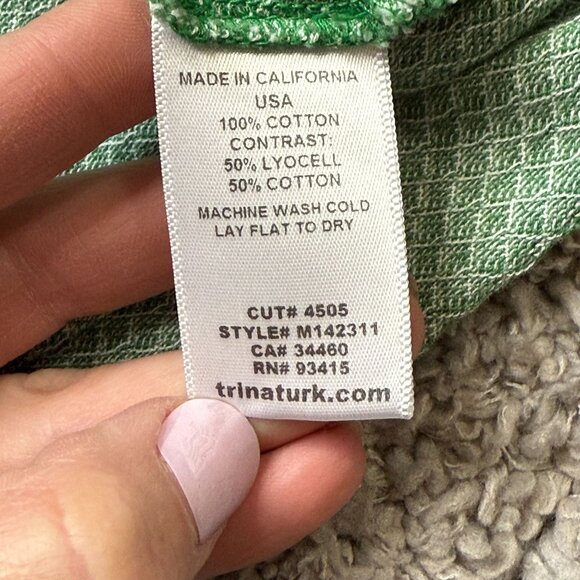 MADE IN CALIFORNIA
USA
100% COTTON
CONTRAST:
50% LYOCELL
50% COTTON
MACHINE WASH COLD
LAY FLAT TO DRY
CUT# 4505
STYLE# M142311
CA# 34460
RN# 93415
trinaturk.com